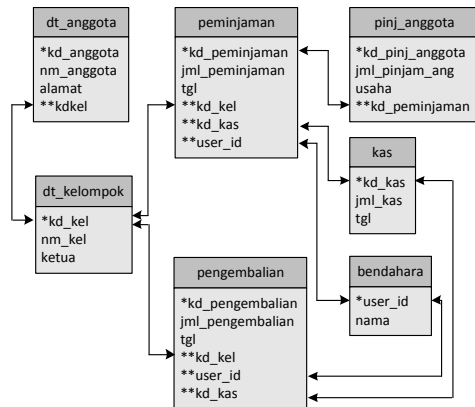 dt_anggota
*kd_anggota
nm_anggota
alamat
**kdkel
peminjaman
*kd_peminjaman
jml_peminjaman
tgl
**kd_kel
**kd_kas
**user_id
pinj_anggota
*kd_pinj_anggota
jml_pinjam_ang
usaha
**kd_peminjaman
dt_kelompok
*kd_kel
nm_kel
ketua
kas
*kd_kas
jml_kas
tgl
pengembalian
*kd_pengembalian
jml_pengembalian
tgl
**kd_kel
**user_id
**kd_kas
bendahara
*user_id
nama